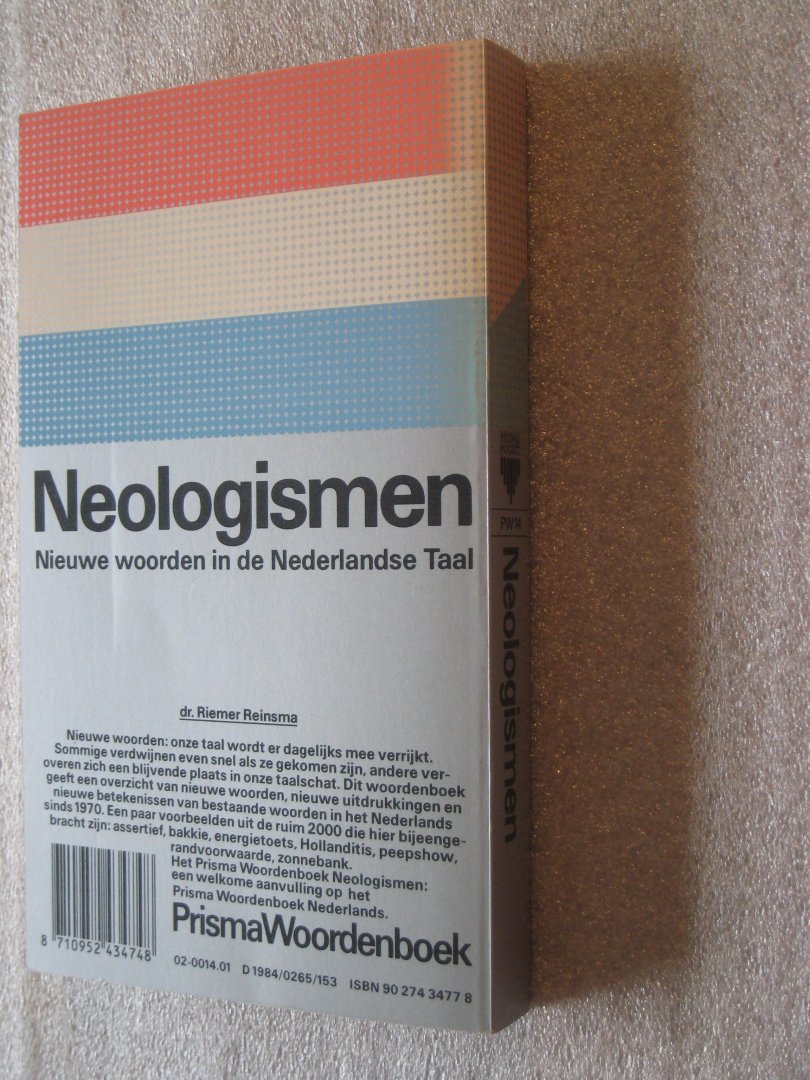 Neologismen
Nieuwe woorden in de Nederlandse Taal
dr. Riemer Reinsma
Nieuwe woorden: onze taal wordt er dagelijks mee verrijkt.
Sommige verdwijnen even snel als ze gekomen zijn, andere ver-
overen zich een blijvende plaats in onze taalschat. Dit woordenboek
geeft een overzicht van nieuwe woorden, nieuwe uitdrukkingen en
nieuwe betekenissen van bestaande woorden in het Nederlands
sinds 1970. Een paar voorbeelden uit de ruim 2000 die hier bijeenge-
bracht zijn: assertief, bakkie, energietoets, Hollanditis, peepshow,
randvoorwaarde, zonnebank.
Het Prisma Woordenboek Neologismen:
een welkome aanvulling op het
Prisma Woordenboek Nederlands.
PrismaWoordenboek
8 710952 434748
02-0014.01 D 1984/0265/153 ISBN 90 274 3477 8
PW14
Neologismen